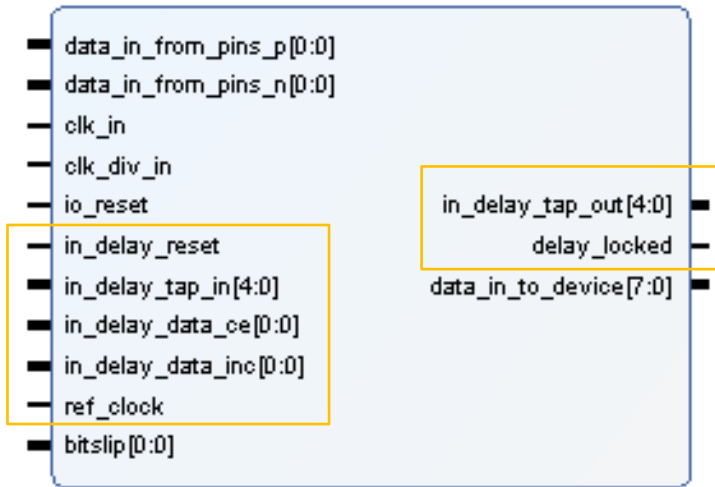 data_in_from_pins_p[0:0]
data_in_from_pins_n[0:0]
clk_in
clk_div_in
io_reset
in_delay_reset
in_delay_tap_in[4:0]
in_delay_data_ce[0:0]
in_delay_data_inc[0:0]
ref_clock
bitslip[0:0]
in_delay_tap_out[4:0]
delay_locked
data_in_to_device[7:0]